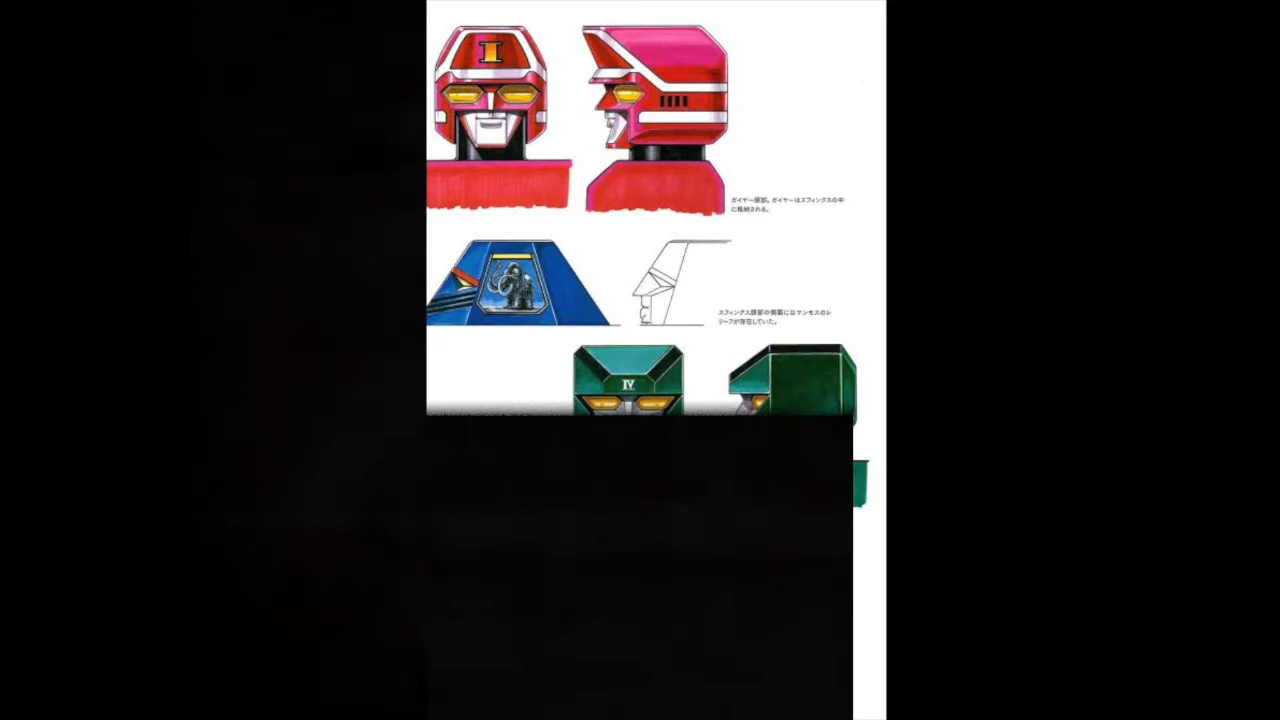 I
ガイヤー頭部。ガイヤーはスフィンクスの中
に格納される。
スフィンクス頭部の側面にはマンモスのレ
リーフが存在していた。
IV